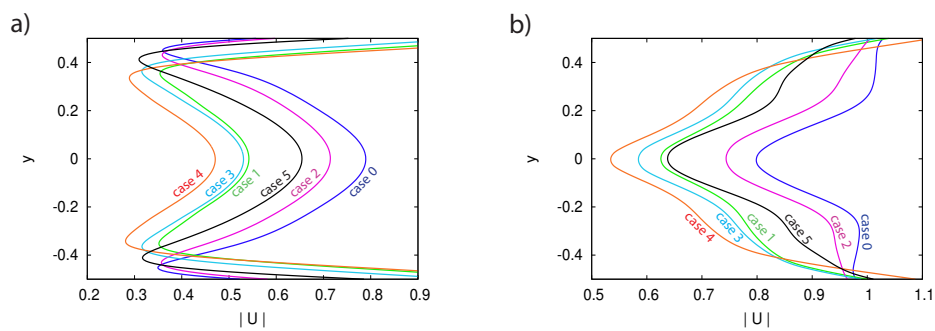 a)
0.4
0.2
0
-0.2
-0.4
y
case 4
case 3
case 1
case 5
case 2
case 0
0.2 0.3 0.4 0.5 0.6 0.7 0.8 0.9
| U |
b)
0.4
0.2
0
-0.2
-0.4
y
case 4
case 3
case 1
case 5
case 2
case 0
0.5 0.6 0.7 0.8 0.9 1 1.1
| U |